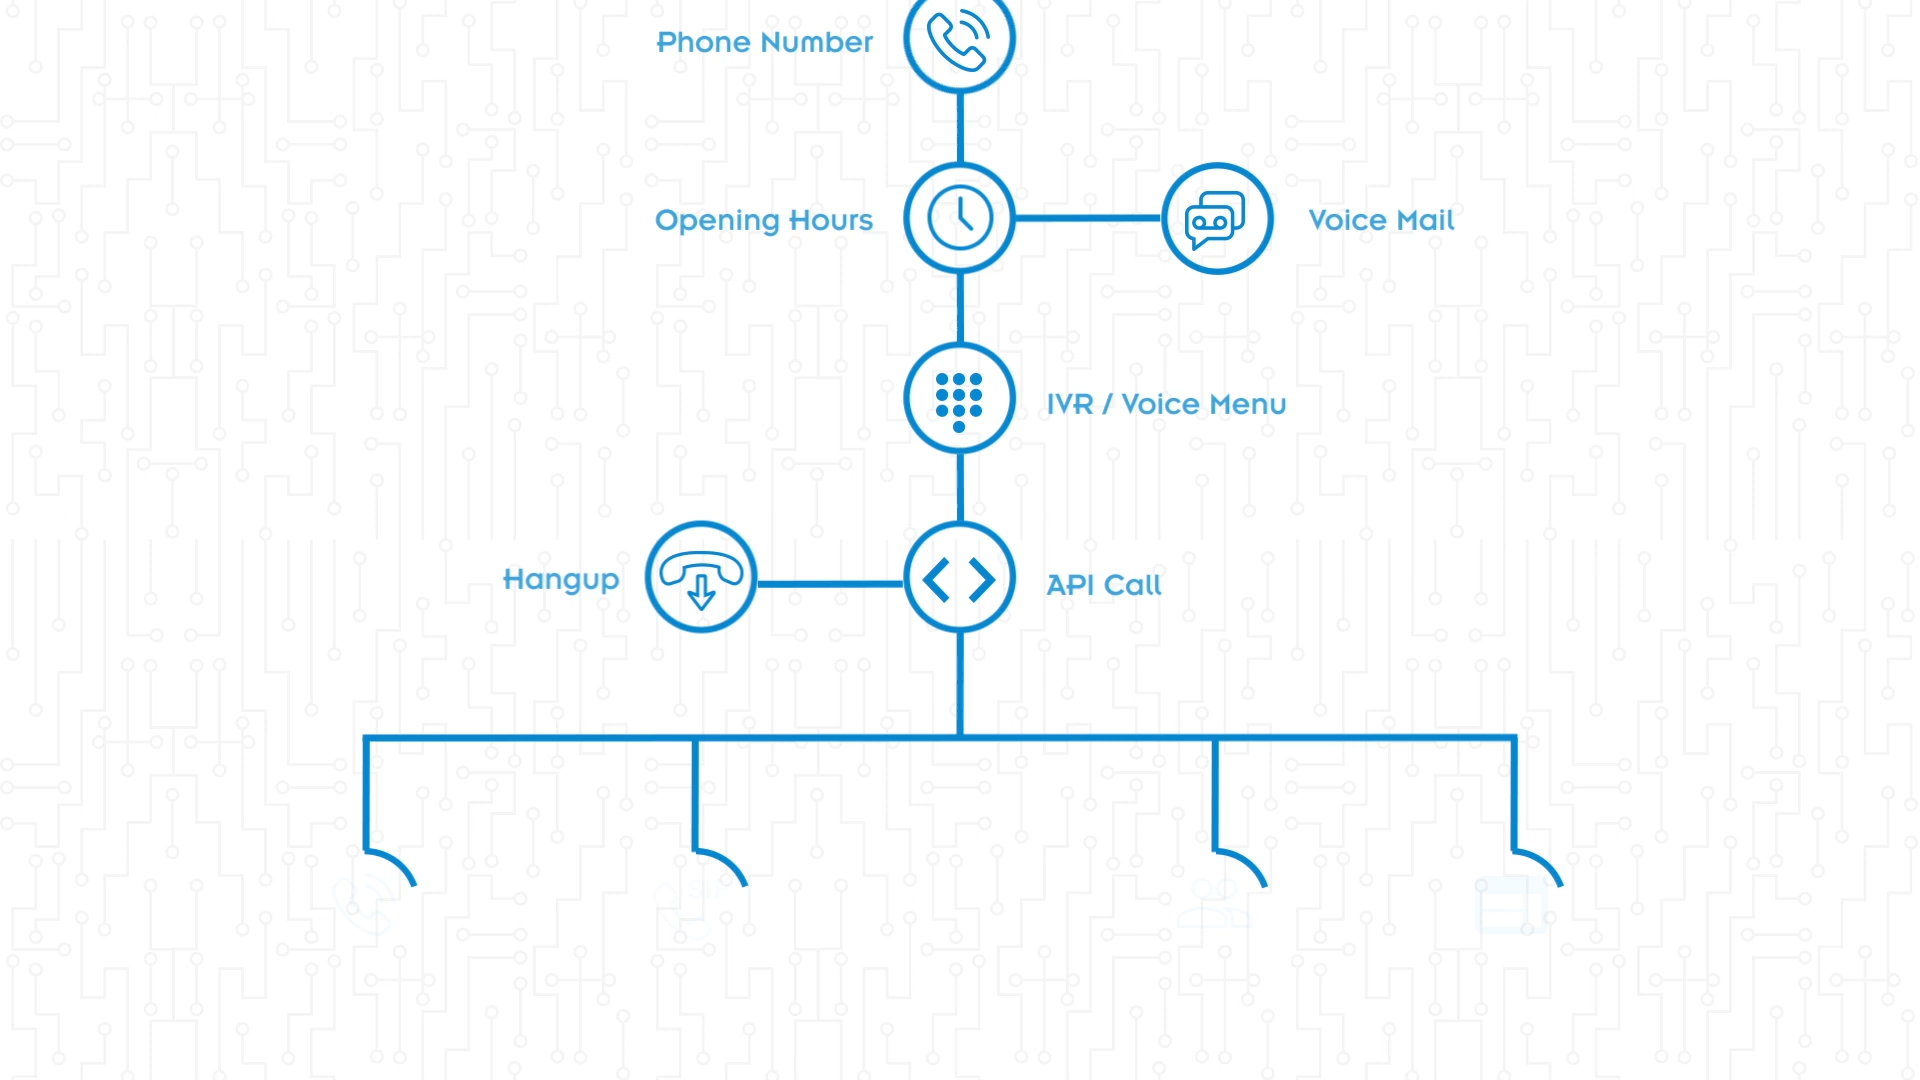 Phone Number
Opening Hours
Voice Mail
IVR / Voice Menu
Hangup
API Call